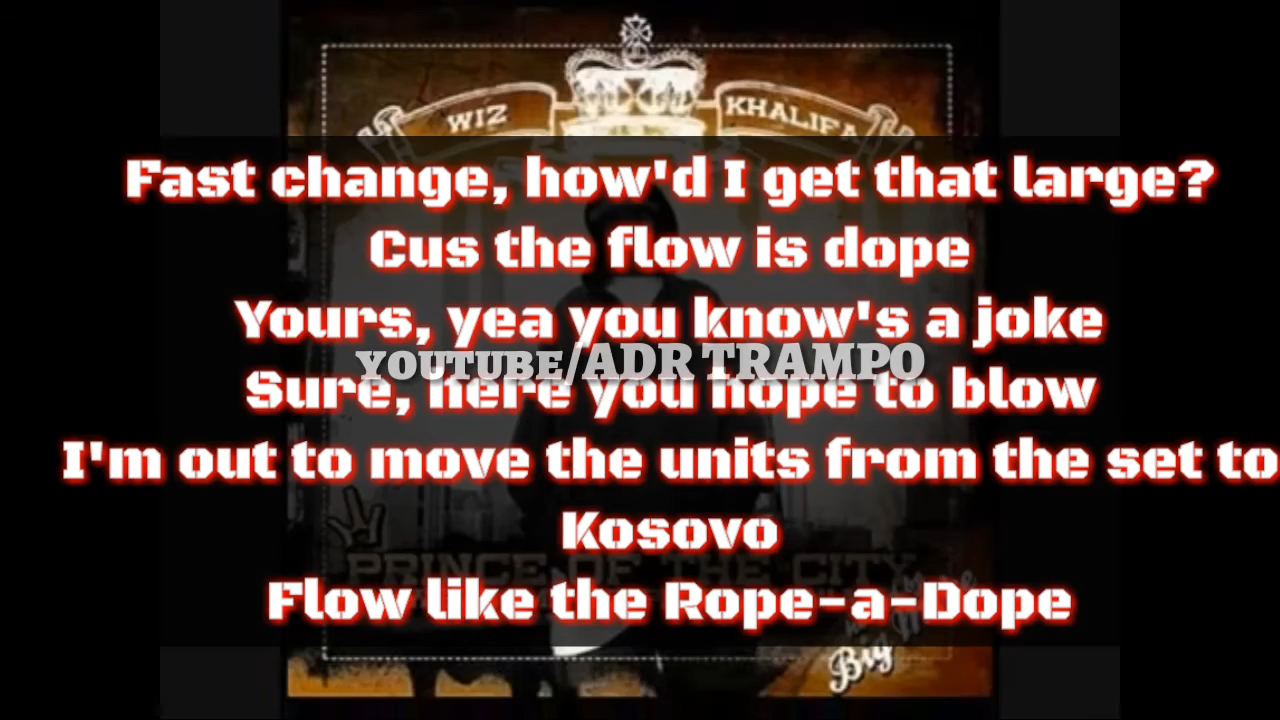 WIZ KHALIFA
Fast change, how'd I get that large?
Cus the flow is dope
Yours, yea you know's a joke
YOUTUBE/ADR TRAMPO
Sure, here you hope to blow
I'm out to move the units from the set to
Kosovo
PRINCE OF THE CITY
Flow like the Rope-a-Dope
Big